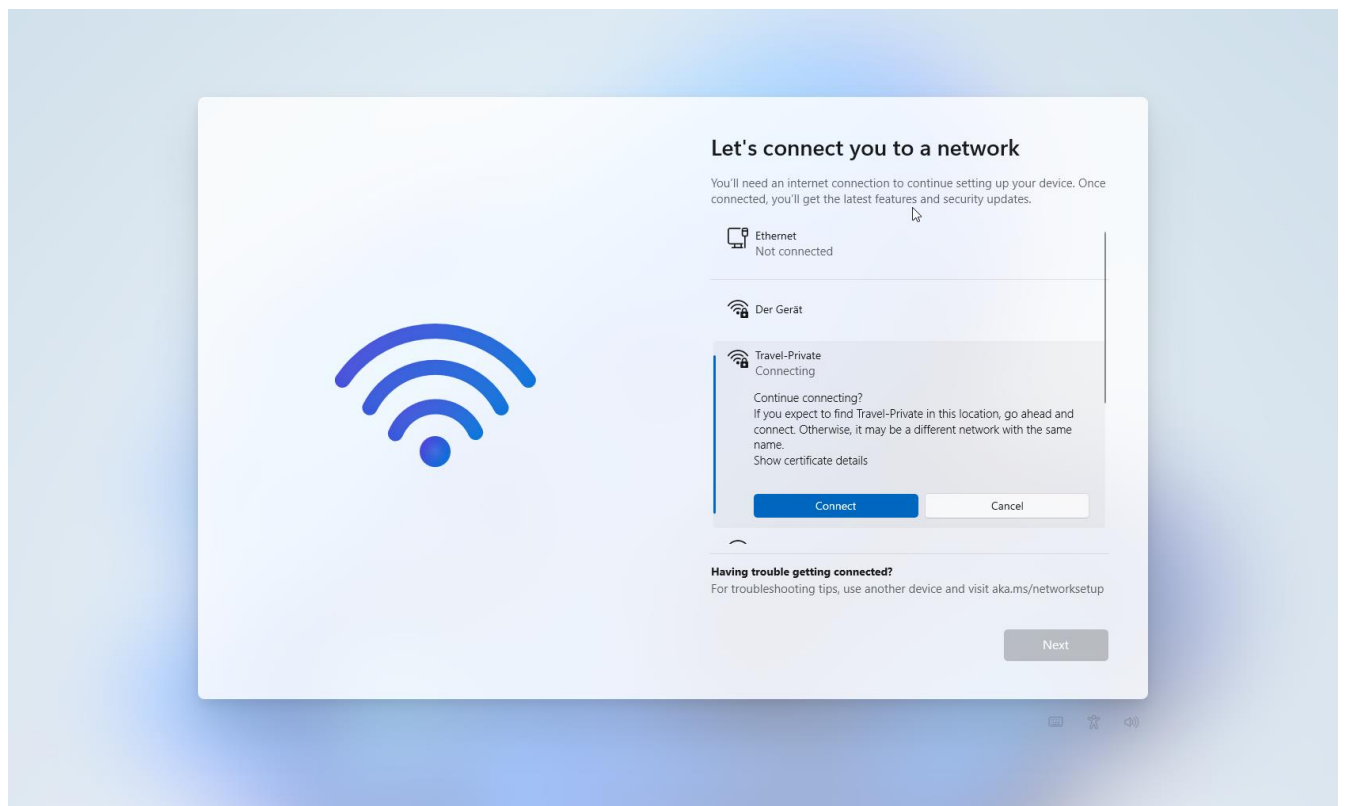 Let's connect you to a network
You'll need an internet connection to continue setting up your device. Once
connected, you'll get the latest features and security updates.
Ethernet
Not connected
Der Gerät
Travel-Private
Connecting
Continue connecting?
If you expect to find Travel-Private in this location, go ahead and
connect. Otherwise, it may be a different network with the same
name.
Show certificate details
Connect
Cancel
Having trouble getting connected?
For troubleshooting tips, use another device and visit aka.ms/networksetup
Next